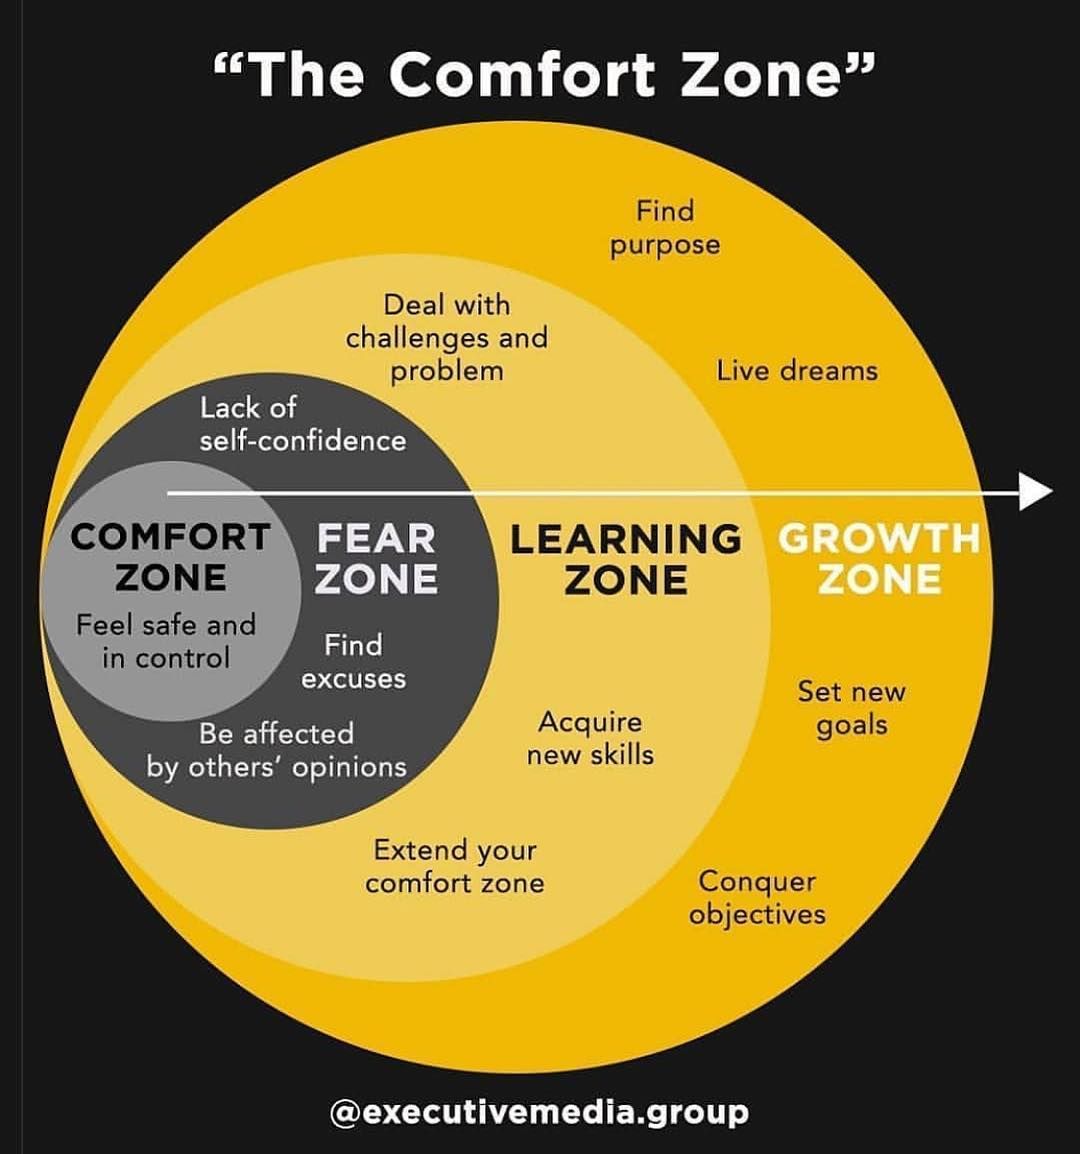 “The Comfort Zone”
Find
purpose
Deal with
challenges and
problem
Live dreams
Lack of
self-confidence
COMFORT
ZONE
Feel safe and
in control
FEAR
ZONE
Find
excuses
Be affected
by others’ opinions
LEARNING
ZONE
Acquire
new skills
Extend your
comfort zone
GROWTH
ZONE
Set new
goals
Conquer
objectives
@executivemedia.group